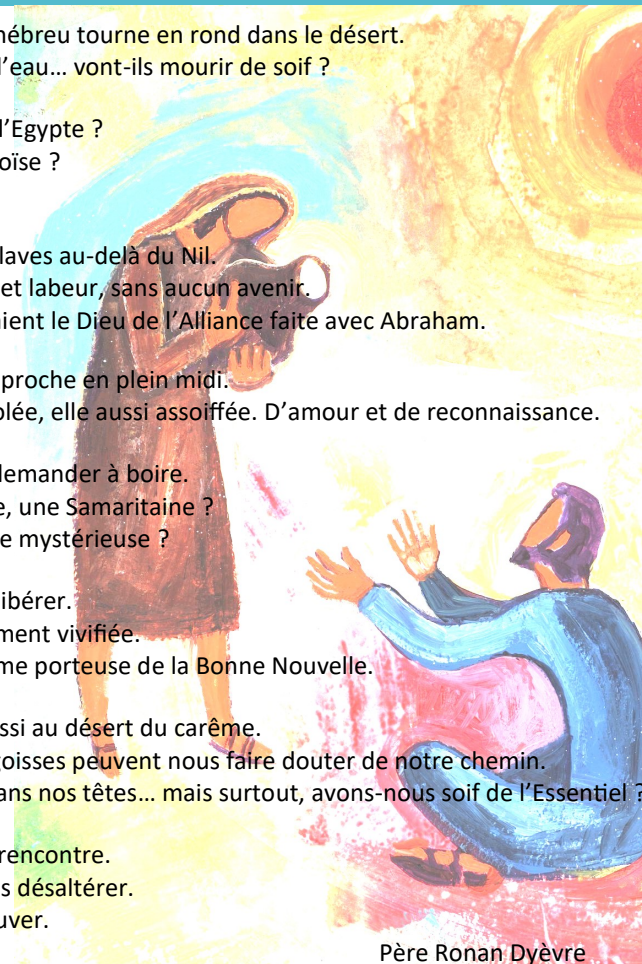 hébreu tourne en rond dans le désert.
l'eau… vont-ils mourir de soif ?
l'Egypte ?
oïse ?
laves au-delà du Nil.
et labeur, sans aucun avenir.
aient le Dieu de l'Alliance faite avec Abraham.
proche en plein midi.
olée, elle aussi assoiffée. D'amour et de reconnaissance.
demander à boire.
e, une Samaritaine ?
e mystérieuse ?
libérer.
ment vivifiée.
me porteuse de la Bonne Nouvelle.
ssi au désert du carême.
goisses peuvent nous faire douter de notre chemin.
ans nos têtes… mais surtout, avons-nous soif de l'Essentiel ?
rencontre.
s désaltérer.
uver.
Père Ronan Dyèvre